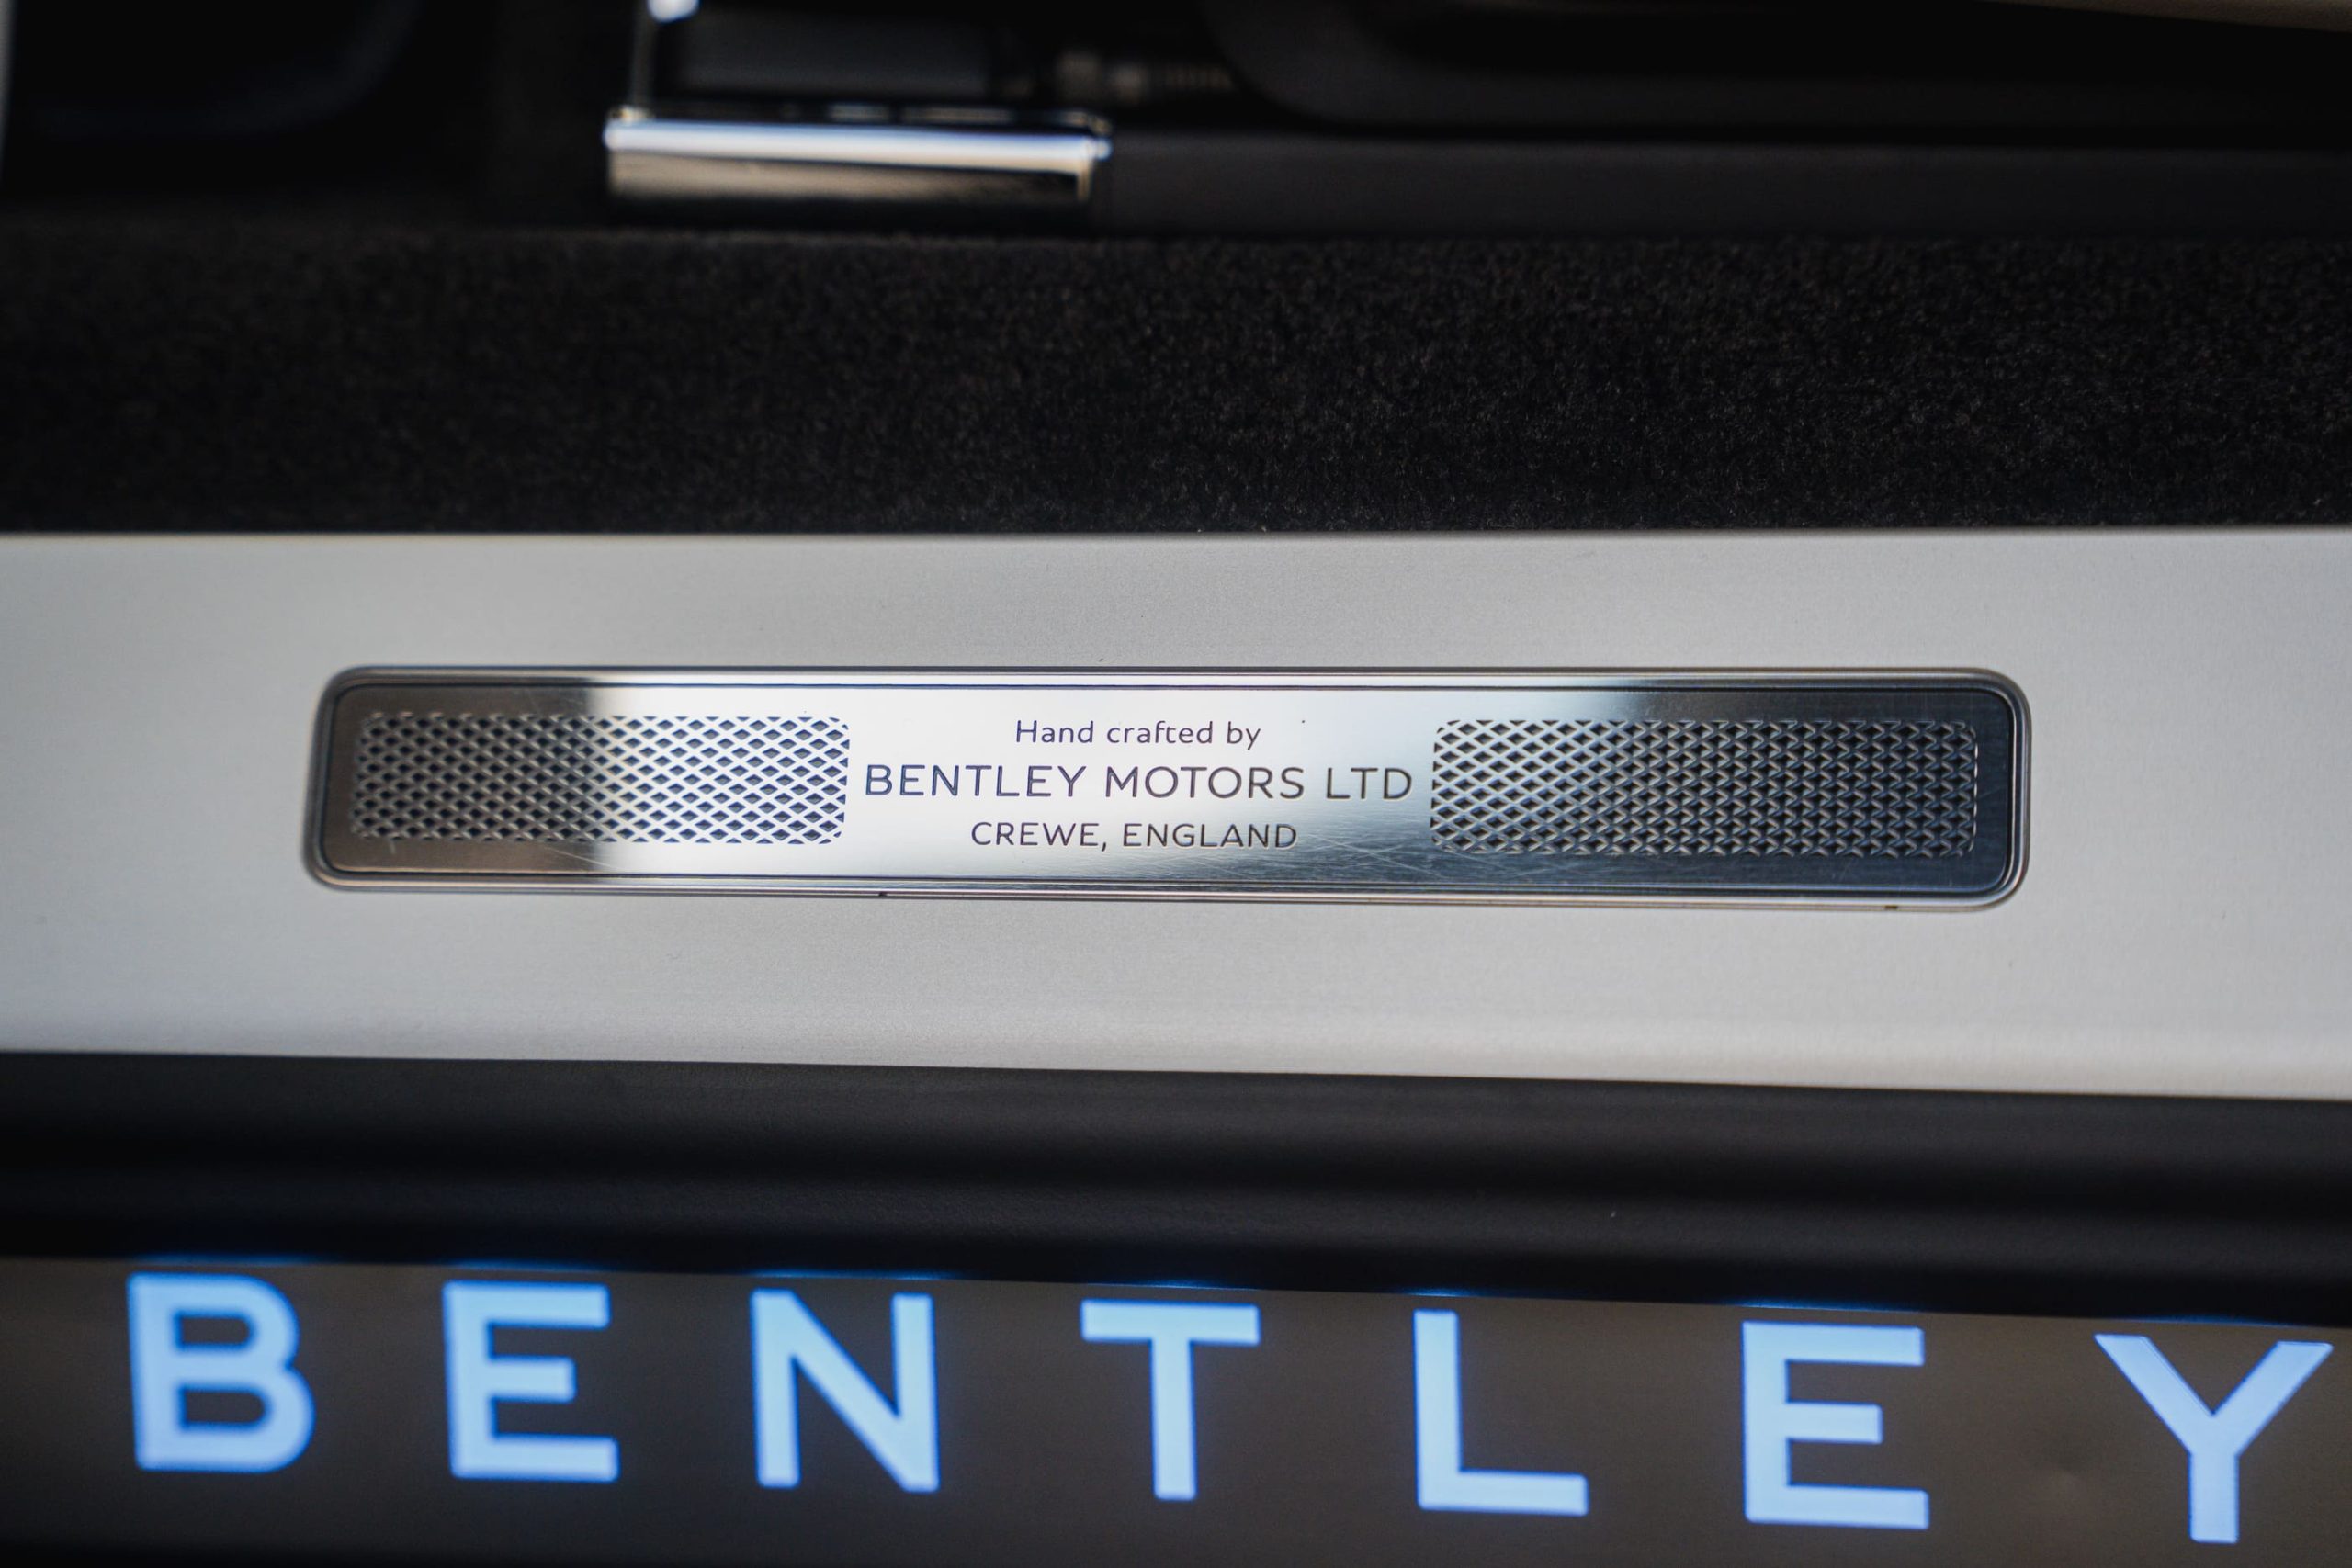 Hand crafted by
BENTLEY MOTORS LTD
CREWE, ENGLAND
BENTLEY